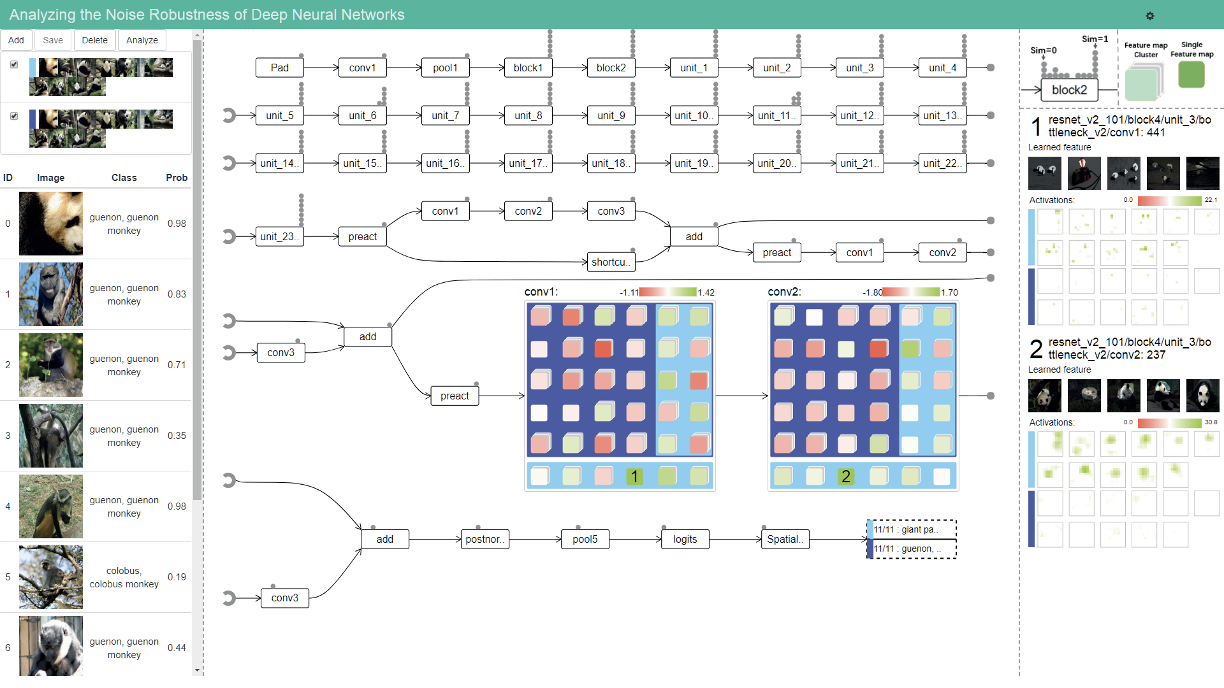 Analyzing the Noise Robustness of Deep Neural Networks
Add Save Delete Analyze
ID Image Class Prob
0 guenon, guenon monkey 0.98
1 guenon, guenon monkey 0.83
2 guenon, guenon monkey 0.71
3 guenon, guenon monkey 0.35
4 guenon, guenon monkey 0.98
5 colobus, colobus monkey 0.19
6 guenon, guenon monkey 0.44
Pad conv1 pool1 block1 block2 unit_1 unit_2 unit_3 unit_4
unit_5 unit_6 unit_7 unit_8 unit_9 unit_10.. unit_11.. unit_12.. unit_13..
unit_14.. unit_15.. unit_16.. unit_17.. unit_18.. unit_19.. unit_20.. unit_21.. unit_22..
conv1 conv2 conv3
unit_23.. preact add
shortcu.. preact conv1 conv2
conv1: -1.11 1.42
conv2: -1.80 1.70
add
conv3
preact
1
2
add postnor.. pool5 logits Spatial..
11/11 : giant pa..
11/11 : guenon, ..
conv3
Sim=0
Sim=1
block2
Feature map
Cluster
Single
Feature map
1 resnet_v2_101/block4/unit_3/bo
ttleneck_v2/conv1: 441
Learned feature
Activations: 0.0 22.1
2 resnet_v2_101/block4/unit_3/bo
ttleneck_v2/conv2: 237
Learned feature
Activations: 0.0 30.8